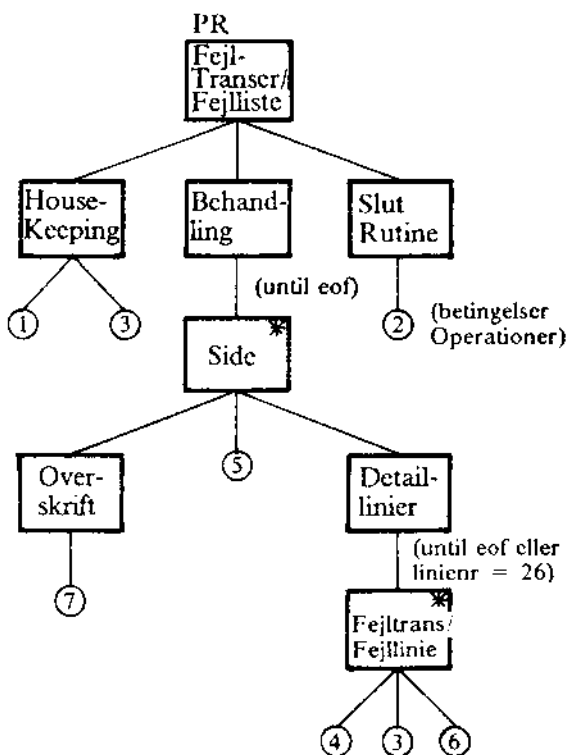 PR
Fejl-
Transer/
Fejlliste
House-
Keeping
Behand-
ling
Slut
Rutine
(until eof)
1
3
2
(betingelser
Operationer)
*
Side
Over-
skrift
5
Detail-
linier
(until eof eller
linienr = 26)
7
*
Fejltrans/
Fejllinie
4
3
6